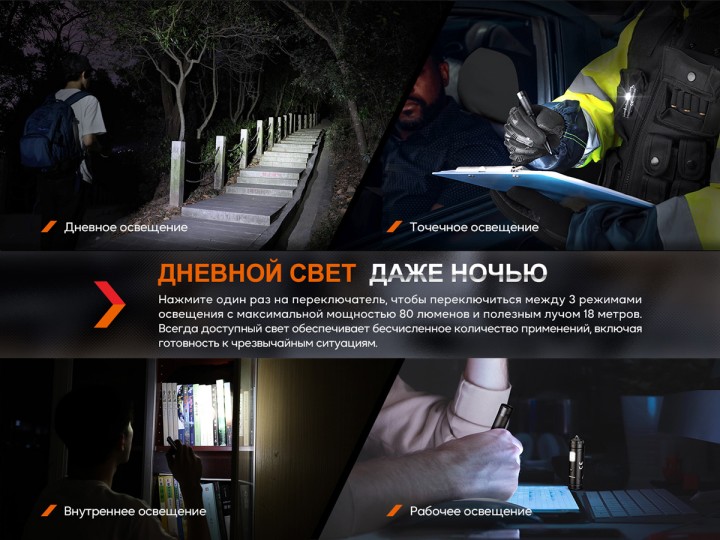 Дневное освещение
Точечное освещение
ДНЕВНОЙ СВЕТ ДАЖЕ НОЧЬЮ
Нажмите один раз на переключатель, чтобы переключиться между 3 режимами
освещения с максимальной мощностью 80 люменов и полезным лучом 18 метров.
Всегда доступный свет обеспечивает бесчисленное количество применений, включая
готовность к чрезвычайным ситуациям.
Внутреннее освещение
Рабочее освещение